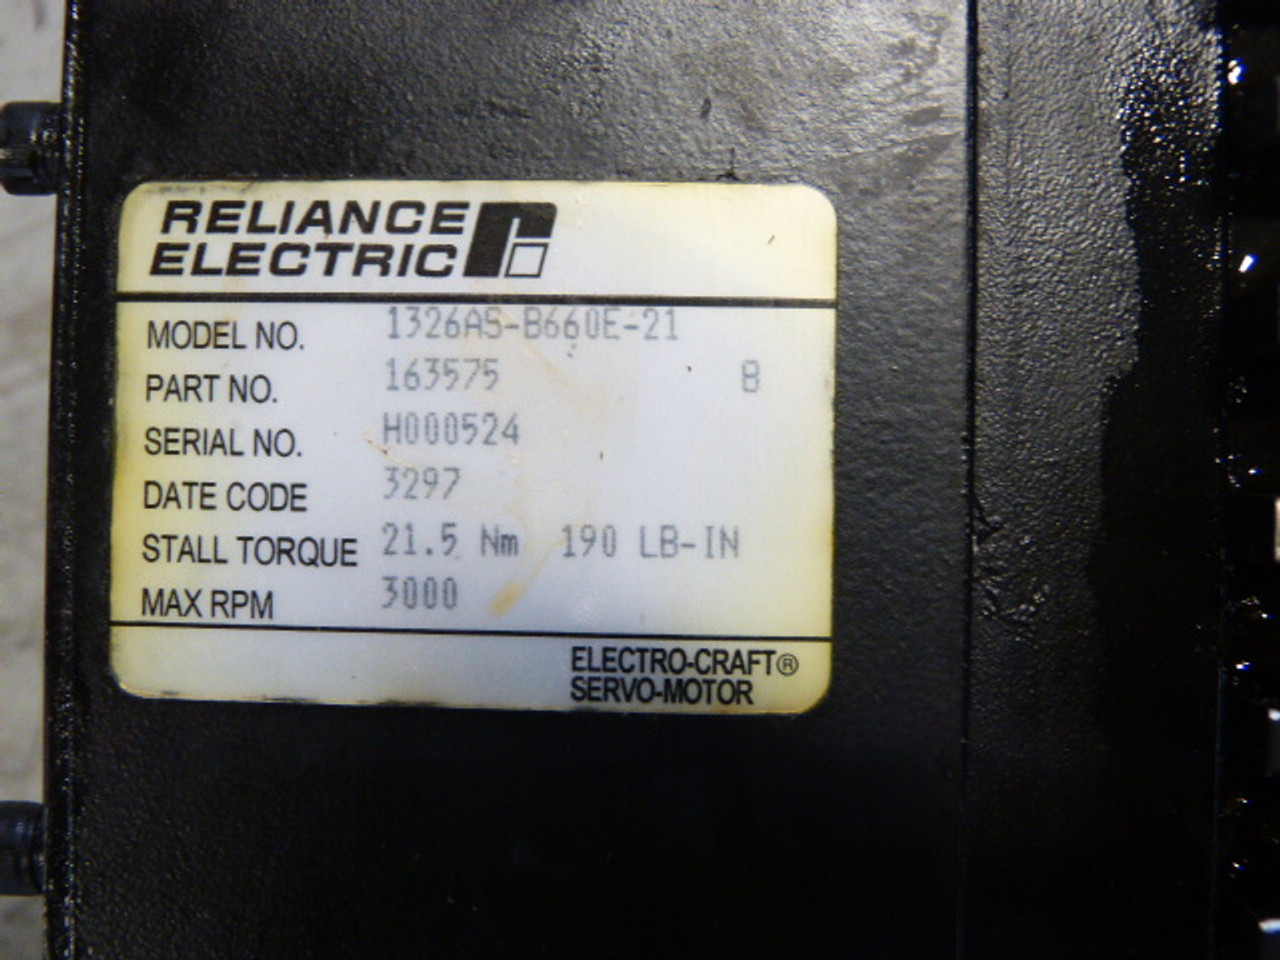 RELIANCE
ELECTRIC
MODEL NO. 1326AS-B660E-21
PART NO. 163575 B
SERIAL NO. H000524
DATE CODE 3297
STALL TORQUE 21.5 Nm 190 LB-IN
MAX RPM 3000
ELECTRO-CRAFT®
SERVO-MOTOR